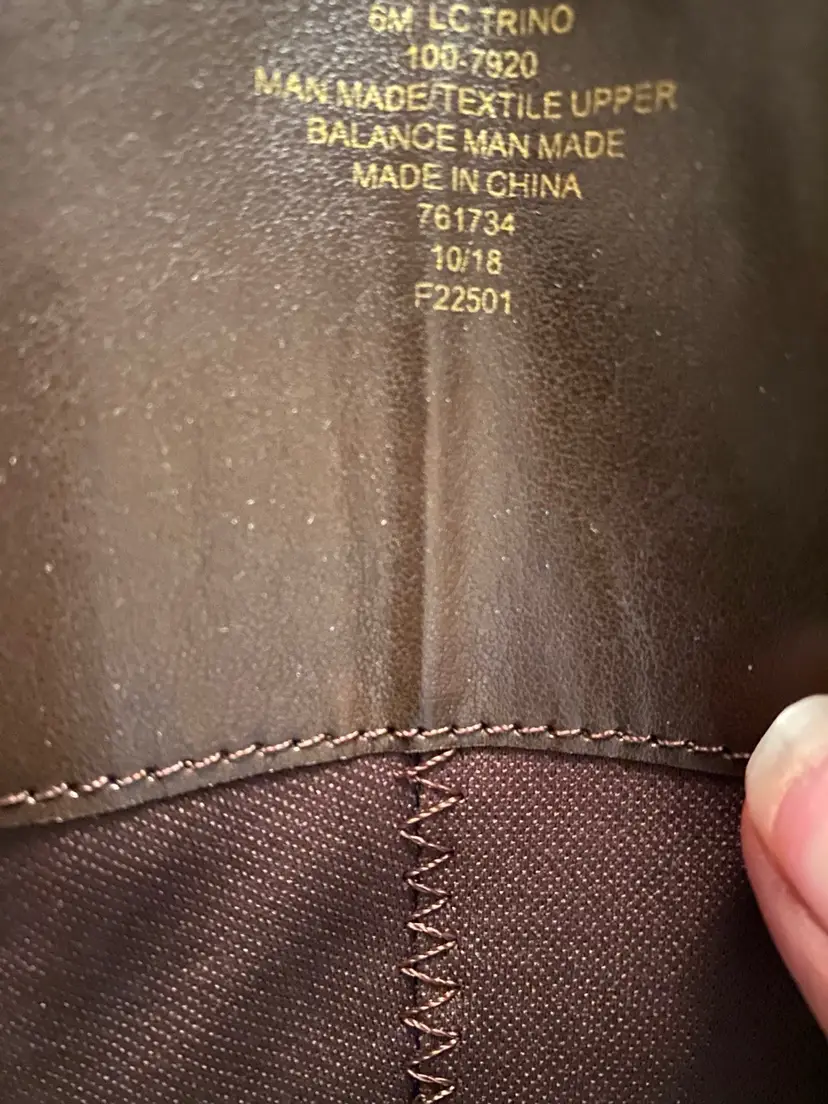 6M LC TRINO
100-7920
MAN MADE/TEXTILE UPPER
BALANCE MAN MADE
MADE IN CHINA
761734
10/18
F22501